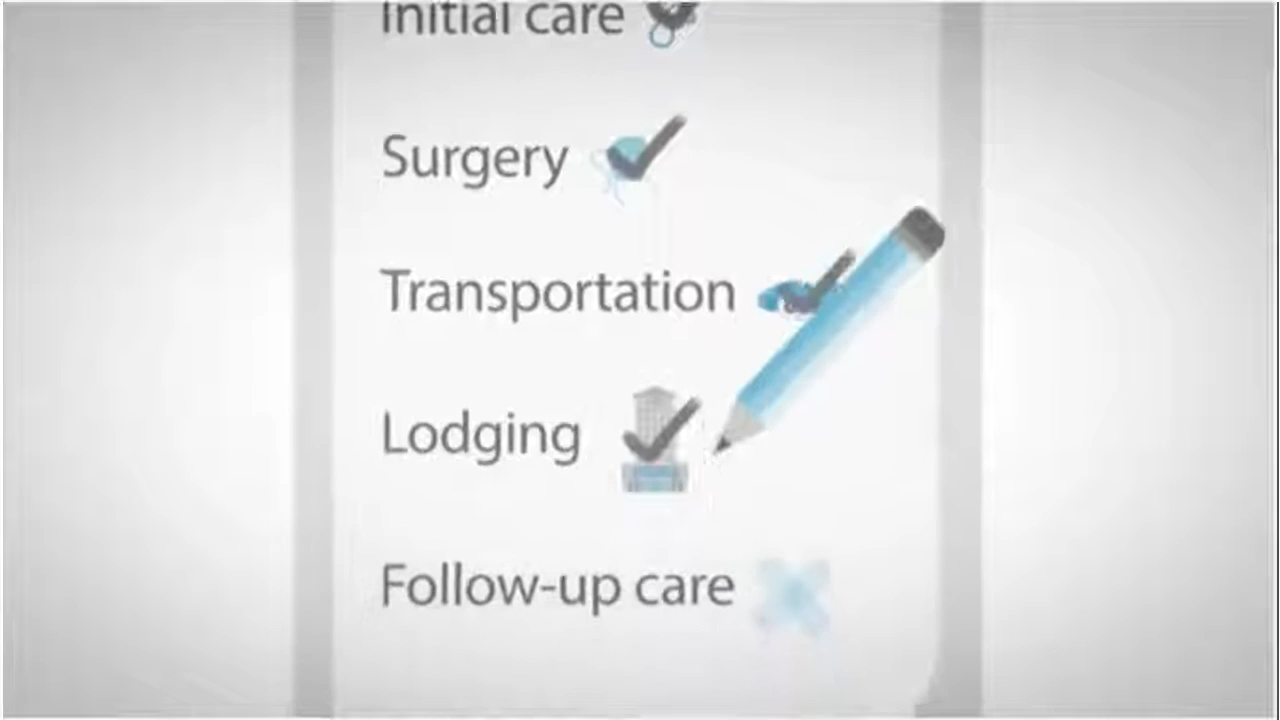 Initial care
Surgery
Transportation
Lodging
Follow-up care